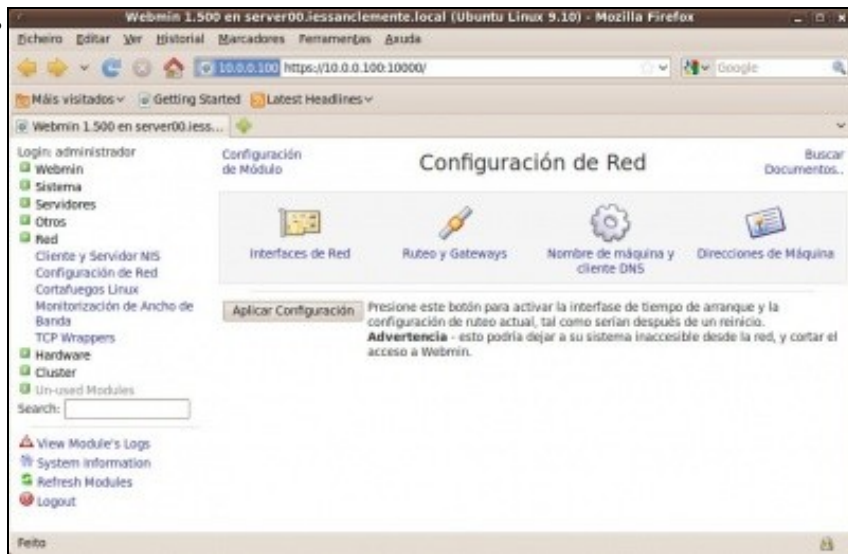 Webmin 1.500 en server00.iessanclemente.local (Ubuntu Linux 9.10) - Mozilla Firefox
Eicheiro Editar Ver Historial Marcadores Ferramentas Axuda
10.0.0.100 https://10.0.0.100:10000/
Google
Máis visitados
Getting Started
Latest Headlines
Webmin 1.500 en server00.iess...
Login: administrador
Webmin
Sistema
Servidores
Otros
Red
Cliente y Servidor NIS
Configuración de Red
Cortafuegos Linux
Monitorización de Ancho de
Banda
TCP Wrappers
Hardware
Cluster
Un-used Modules
Search:
View Module's Logs
System Information
Refresh Modules
Logout
Configuración
de Módulo
Configuración de Red
Buscar
Documentos..
Interfaces de Red
Ruteo y Gateways
Nombre de máquina y
cliente DNS
Direcciones de Máquina
Aplicar Configuración
Presione este botón para activar la interfase de tiempo de arranque y la
configuración de ruteo actual, tal como serían después de un reinicio.
Advertencia - esto podría dejar a su sistema inaccesible desde la red, y cortar el
acceso a Webmin.
Feito